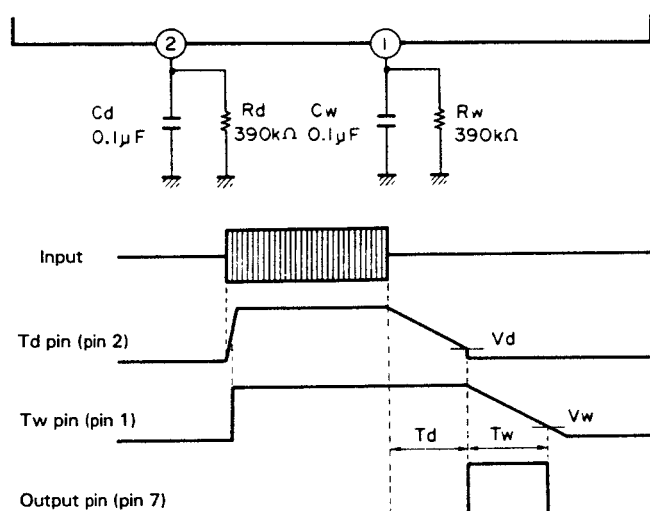 2
1
Cd
0.1µF
Rd
390kΩ
Cw
0.1µF
Rw
390kΩ
Input
Td pin (pin 2)
Vd
Tw pin (pin 1)
Vw
Td
Tw
Output pin (pin 7)